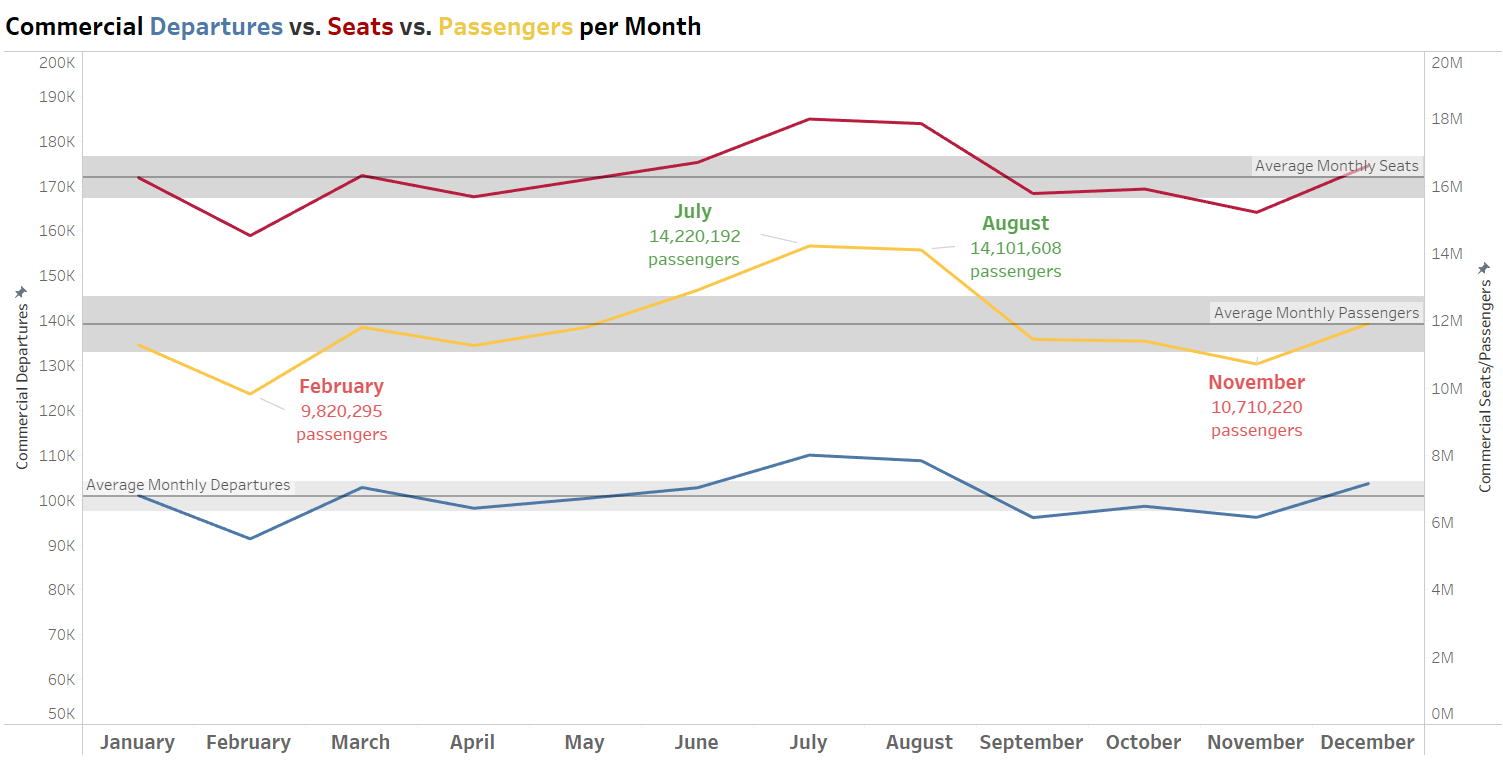 Commercial Departures vs. Seats vs. Passengers per Month
200K
190K
180K
170K
160K
150K
140K
130K
120K
110K
100K
90K
80K
70K
60K
50K
Commercial Departures
20M
18M
16M
14M
12M
10M
8M
6M
4M
2M
0M
Commercial Seats/Passengers
Average Monthly Seats
July
14,220,192
passengers
August
14,101,608
passengers
Average Monthly Passengers
February
9,820,295
passengers
November
10,710,220
passengers
Average Monthly Departures
January February March April May June July August September October November December